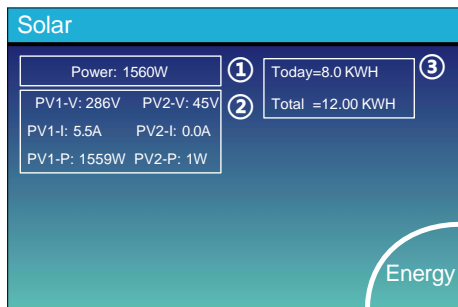 Solar
Power: 1560W
①
PV1-V: 286V PV2-V: 45V
②
PV1-I: 5.5A PV2-I: 0.0A
PV1-P: 1559W PV2-P: 1W
Today=8.0 KWH
③
Total =12.00 KWH
Energy